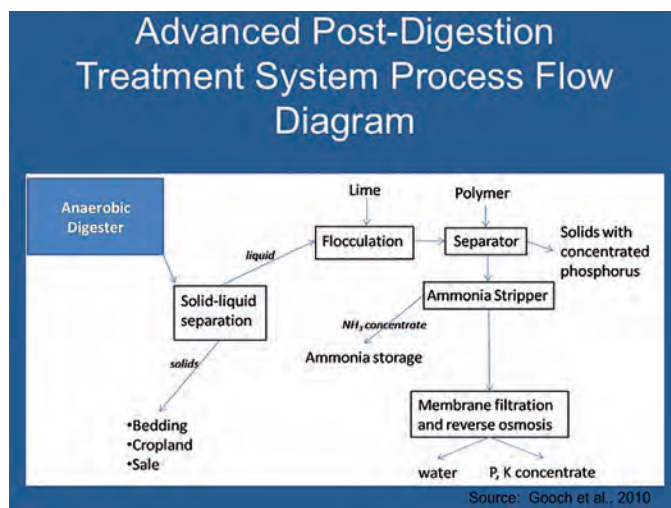 Advanced Post-Digestion
Treatment System Process Flow
Diagram
Anaerobic
Digester
Lime
Polymer
liquid
Flocculation
Separator
Solids with
concentrated
phosphorus
Solid-liquid
separation
Ammonia Stripper
NH₃ concentrate
Ammonia storage
solids
•Bedding
•Cropland
•Sale
Membrane filtration
and reverse osmosis
water
P, K concentrate
Source: Gooch et al., 2010